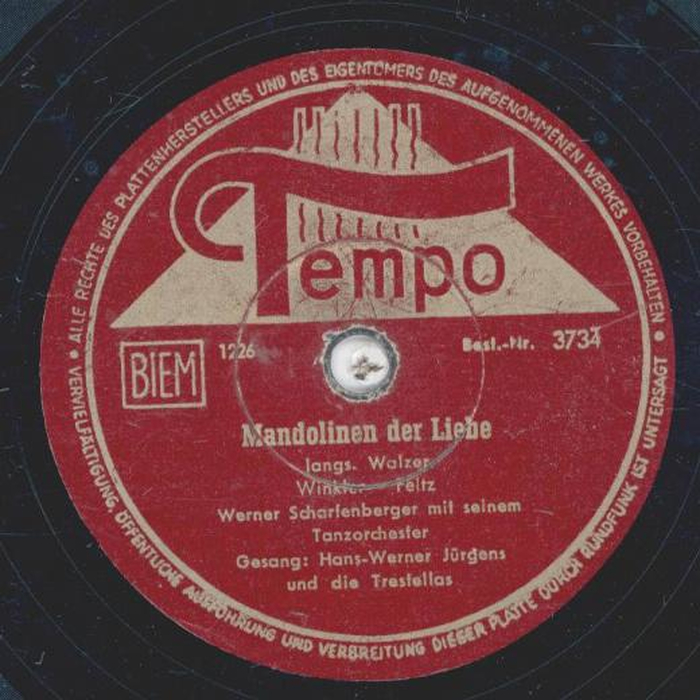 ALLE RECHTE DES PLATTENHERSTELLERS UND DES EIGENTÜMERS DES AUFGENOMMENEN WERKES VORBEHALTEN •
VERVIELFÄLTIGUNG, ÖFFENTLICHE AUFFÜHRUNG UND VERBREITUNG DIESER PLATTE DURCH RUNDFUNK IST UNTERSAGT •
Tempo
BIEM 1226 Best.-Nr. 3734
Mandolinen der Liebe
langs. Walzer
Winkler Feltz
Werner Scharfenberger mit seinem
Tanzorchester
Gesang: Hans-Werner Jürgens
und die Trestellas